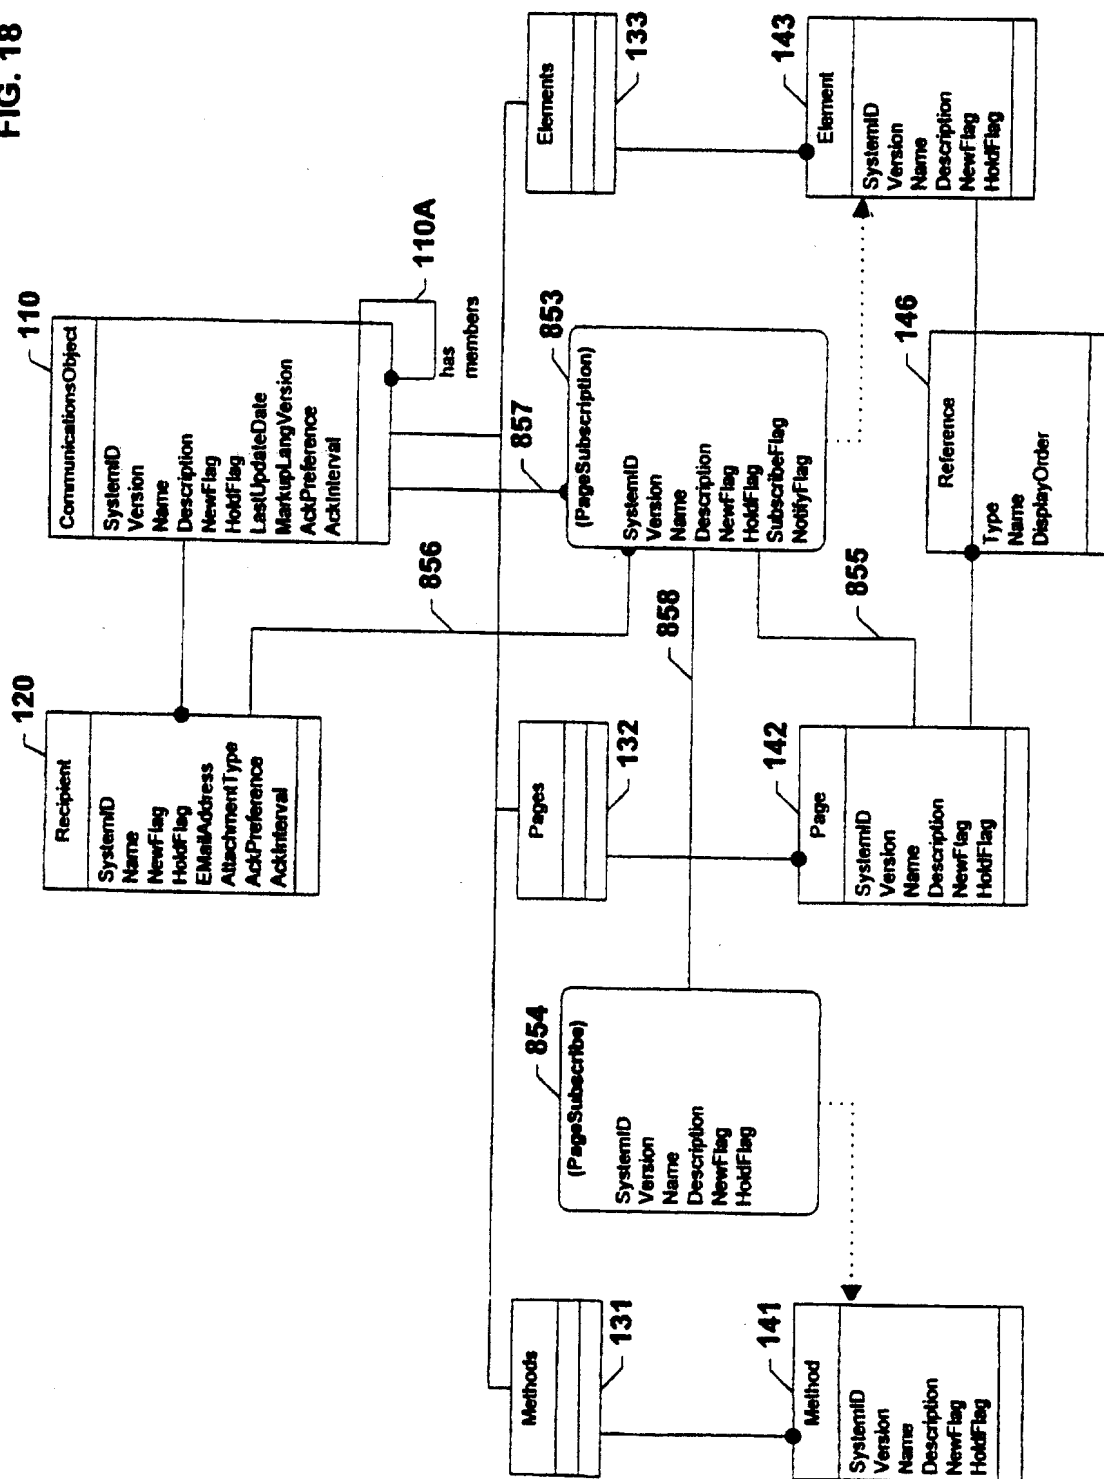 FIG. 18
110
CommunicationsObject
SystemID
Version
Name
Description
NewFlag
HoldFlag
LastUpdateDate
MarkupLangVersion
AckPreference
AckInterval
110A
has
members
120
Recipient
SystemID
Name
NewFlag
HoldFlag
EMailAddress
AttachmentType
AckPreference
AckInterval
856
857
Methods
131
Pages
132
Elements
133
854
(PageSubscribe)
SystemID
Version
Name
Description
NewFlag
HoldFlag
858
853
(PageSubscription)
SystemID
Version
Name
Description
NewFlag
HoldFlag
SubscribeFlag
NotifyFlag
855
141
Method
SystemID
Version
Name
Description
NewFlag
HoldFlag
142
Page
SystemID
Version
Name
Description
NewFlag
HoldFlag
146
Reference
Type
Name
DisplayOrder
143
Element
SystemID
Version
Name
Description
NewFlag
HoldFlag